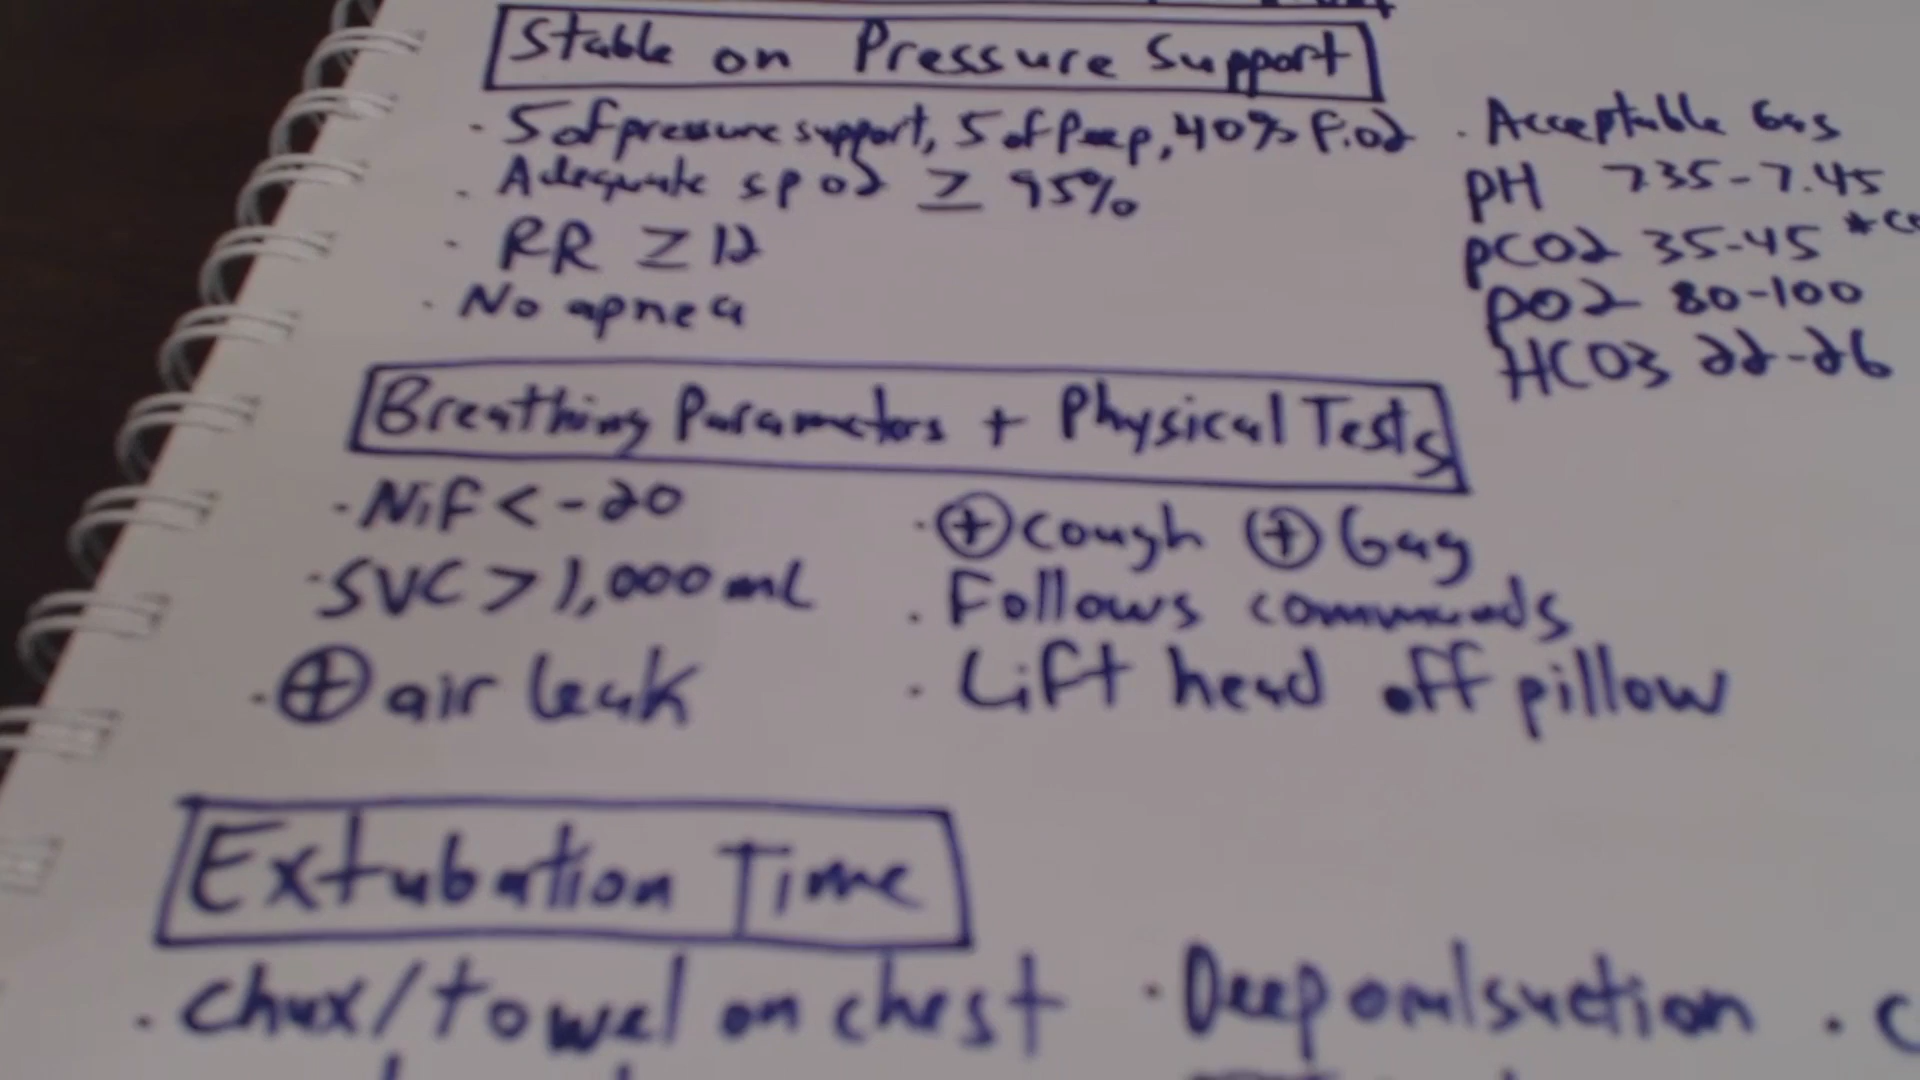 Stable on Pressure Support
· 5 of pressure support, 5 of Peep, 40% Fio2
· Adequate spo2 ≥ 95%
· RR ≥ 12
· No apnea
· Acceptable Gas
pH 7.35-7.45
pCO2 35-45 *
pO2 80-100
HCO3 22-26
Breathing Parameters + Physical Tests
· Nif < -20
· SVC > 1,000 mL
· ⊕ air leak
· ⊕ cough ⊕ Gag
· Follows commands
· Lift head off pillow
Extubation Time
· Chux/towel on chest
· Deep oral suction